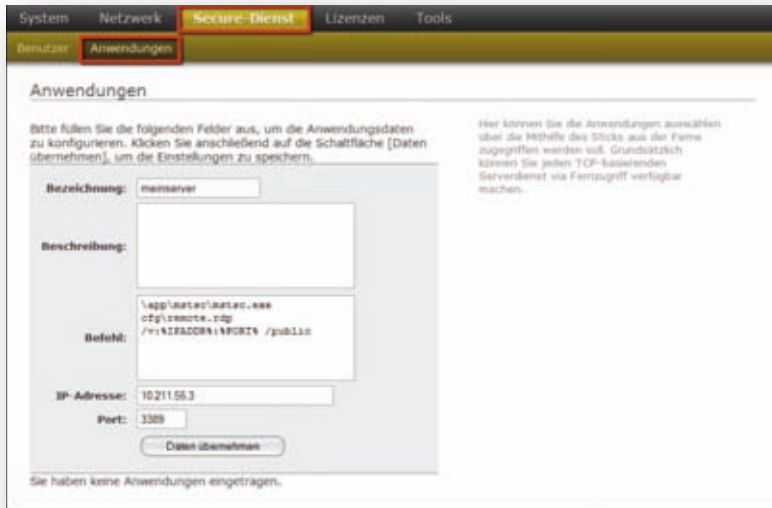 System Netzwerk Secure-Dienst Lizenzen Tools
Benutzer Anwendungen
Anwendungen
Bitte füllen Sie die folgenden Felder aus, um die Anwendungsdaten
zu konfigurieren. Klicken Sie anschließend auf die Schaltfläche [Daten
übernehmen], um die Einstellungen zu speichern.
Hier können Sie die Anwendungen auswählen
über die Mithilfe des Sticks aus der Ferne
zugegriffen werden soll. Grundsätzlich
können Sie jeden TCP-basierenden
Serverdienst via Fernzugriff verfügbar
machen.
Bezeichnung: meinserver
Beschreibung:
Befehl: \app\mstsc\mstsc.exe
cfg\remote.rdp
/v:%IPADDR%:%PORT% /public
IP-Adresse: 10.211.55.3
Port: 3389
Daten übernehmen
Sie haben keine Anwendungen eingetragen.